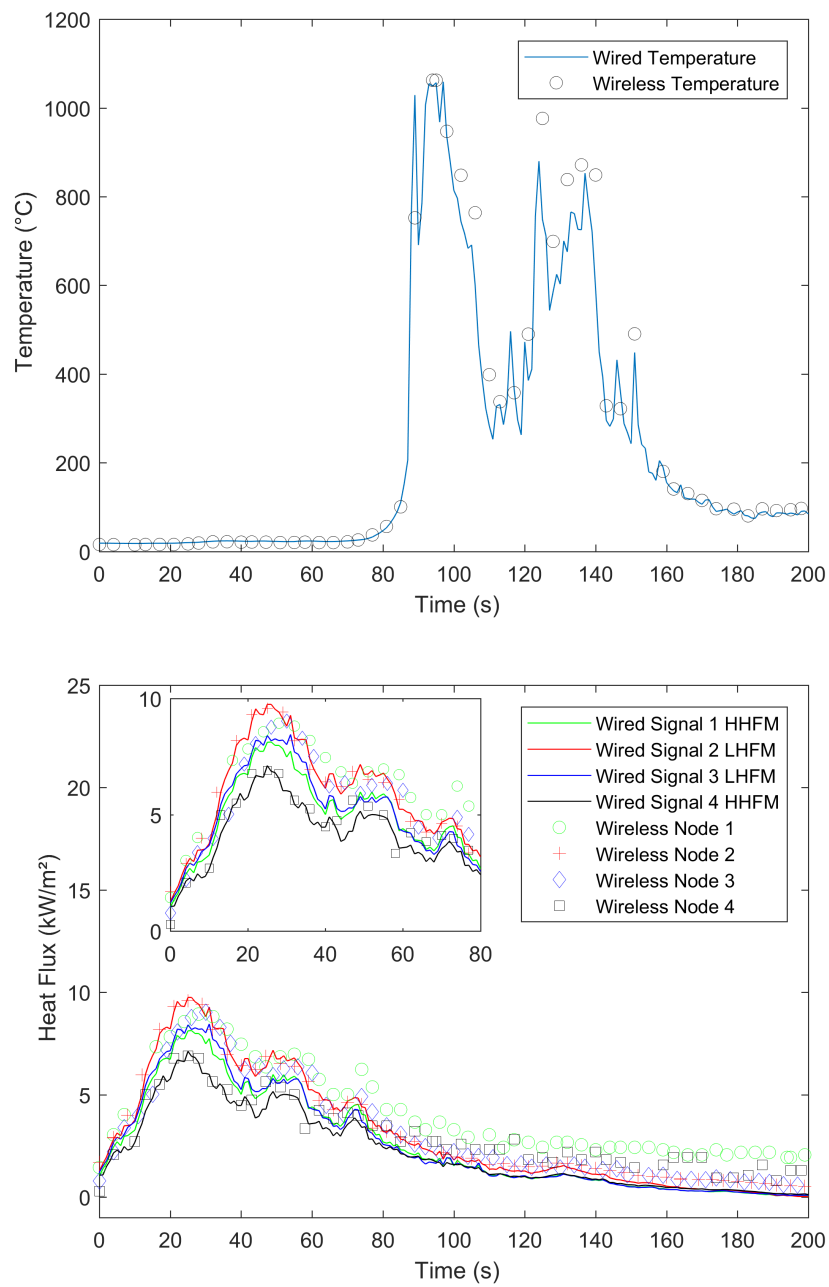 1200
1000
800
600
400
200
0
Temperature (°C)
Wired Temperature
Wireless Temperature
0 20 40 60 80 100 120 140 160 180 200
Time (s)
25
20
15
10
5
0
Heat Flux (kW/m²)
10
5
0
0 20 40 60 80
Wired Signal 1 HHFM
Wired Signal 2 LHFM
Wired Signal 3 LHFM
Wired Signal 4 HHFM
Wireless Node 1
Wireless Node 2
Wireless Node 3
Wireless Node 4
0 20 40 60 80 100 120 140 160 180 200
Time (s)